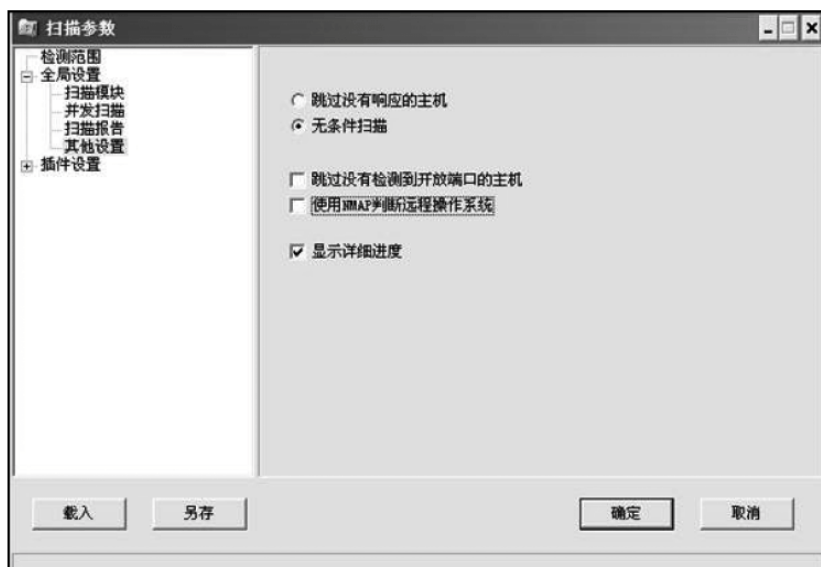 扫描参数
检测范围
全局设置
扫描模块
并发扫描
扫描报告
其他设置
插件设置
跳过没有响应的主机
无条件扫描
跳过没有检测到开放端口的主机
使用NMAP判断远程操作系统
显示详细进度
载入
另存
确定
取消